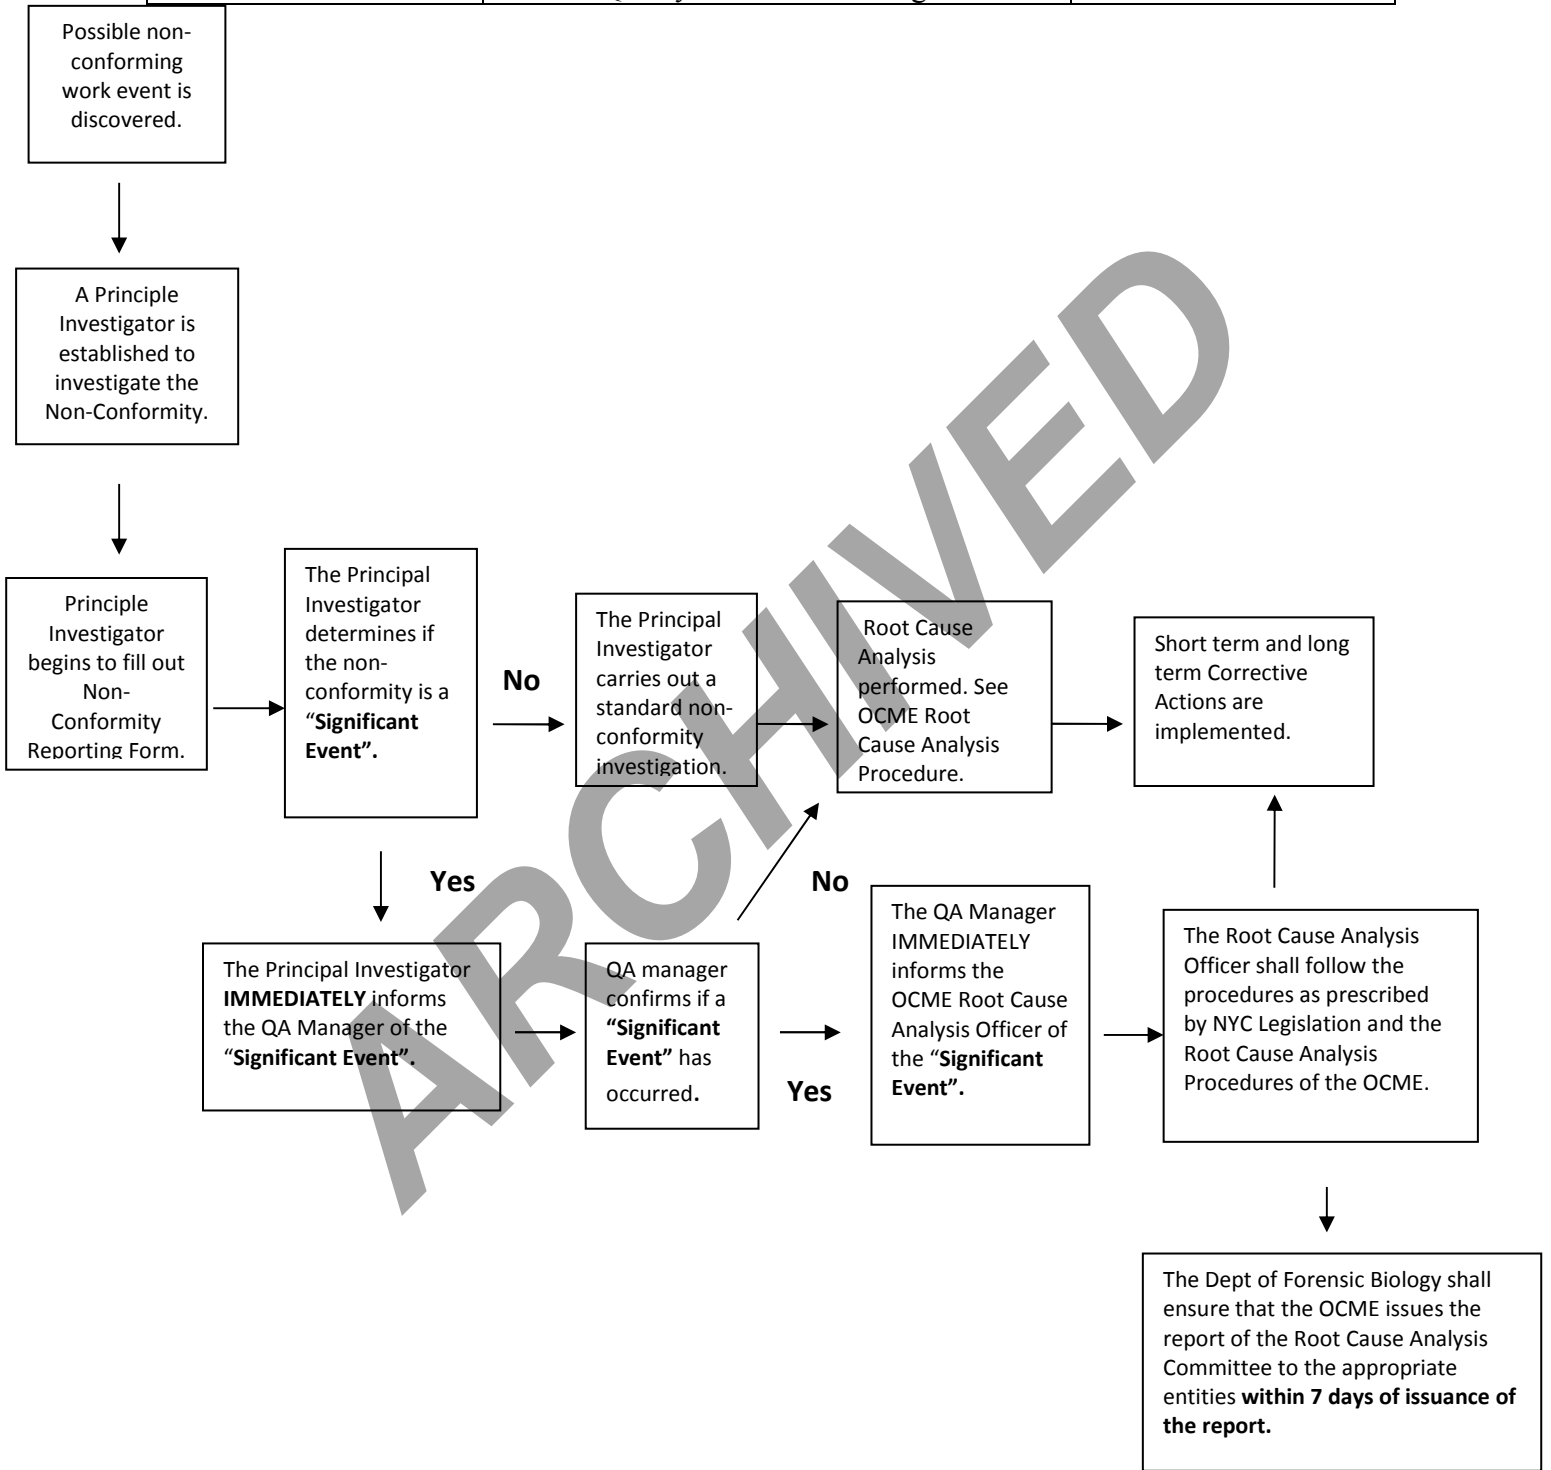 Possible non-
conforming
work event is
discovered.
A Principle
Investigator is
established to
investigate the
Non-Conformity.
Principle
Investigator
begins to fill out
Non-
Conformity
Reporting Form.
The Principal
Investigator
determines if
the non-
conformity is a
“Significant
Event”.
No
The Principal
Investigator
carries out a
standard non-
conformity
investigation.
Root Cause
Analysis
performed. See
OCME Root
Cause Analysis
Procedure.
Short term and long
term Corrective
Actions are
implemented.
Yes
The Principal Investigator
IMMEDIATELY informs
the QA Manager of the
“Significant Event”.
QA manager
confirms if a
“Significant
Event” has
occurred.
No
Yes
The QA Manager
IMMEDIATELY
informs the
OCME Root Cause
Analysis Officer of
the “Significant
Event”.
The Root Cause Analysis
Officer shall follow the
procedures as prescribed
by NYC Legislation and the
Root Cause Analysis
Procedures of the OCME.
The Dept of Forensic Biology shall
ensure that the OCME issues the
report of the Root Cause Analysis
Committee to the appropriate
entities within 7 days of issuance of
the report.
ARCHIVED